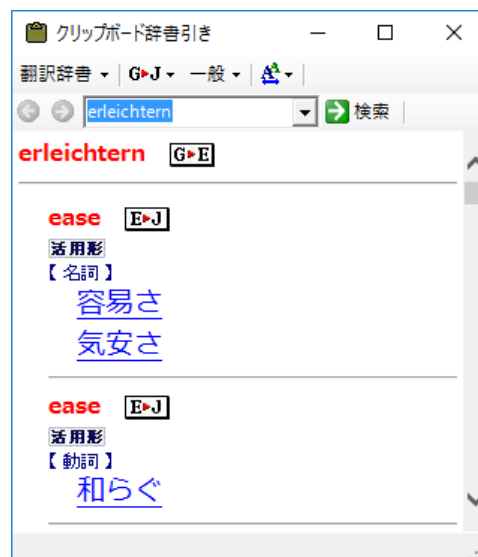 クリップボード辞書引き
翻訳辞書 G▶J 一般 A
erleichtern 検索
erleichtern G▶E
ease E▶J
活用形
【名詞】
容易さ
気安さ
ease E▶J
活用形
【動詞】
和らぐ